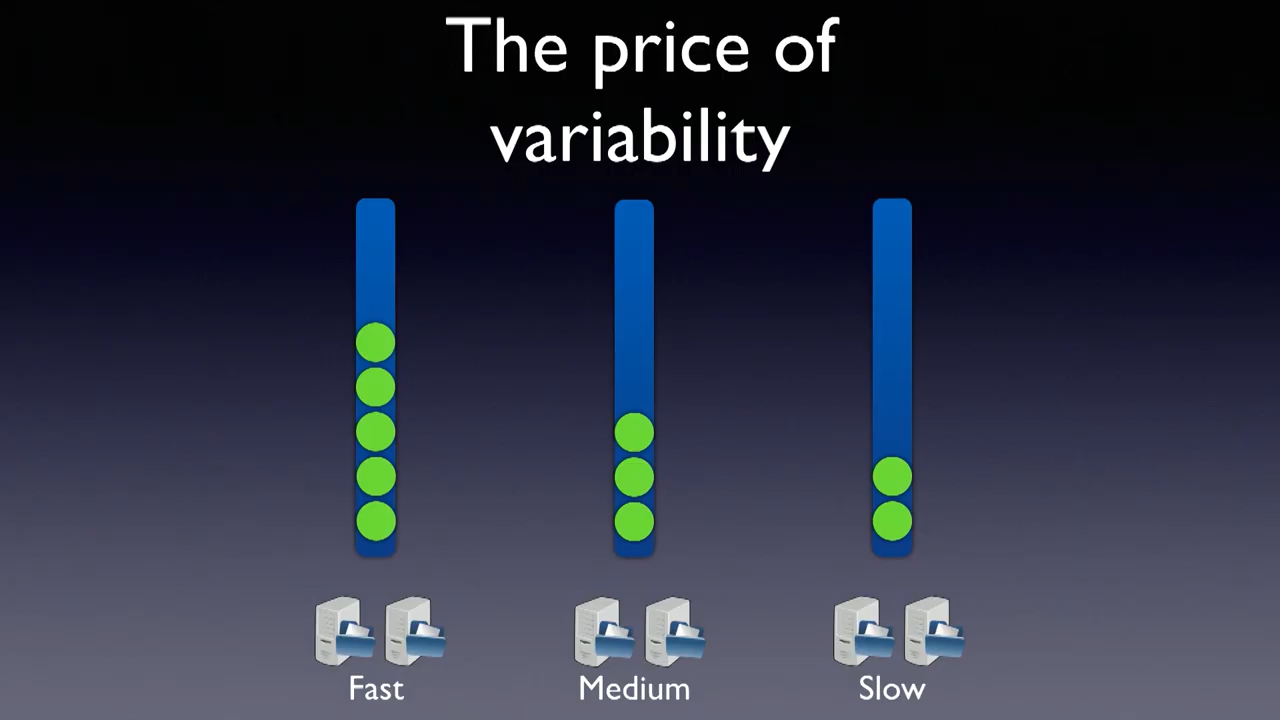 The price of
variability
Fast
Medium
Slow